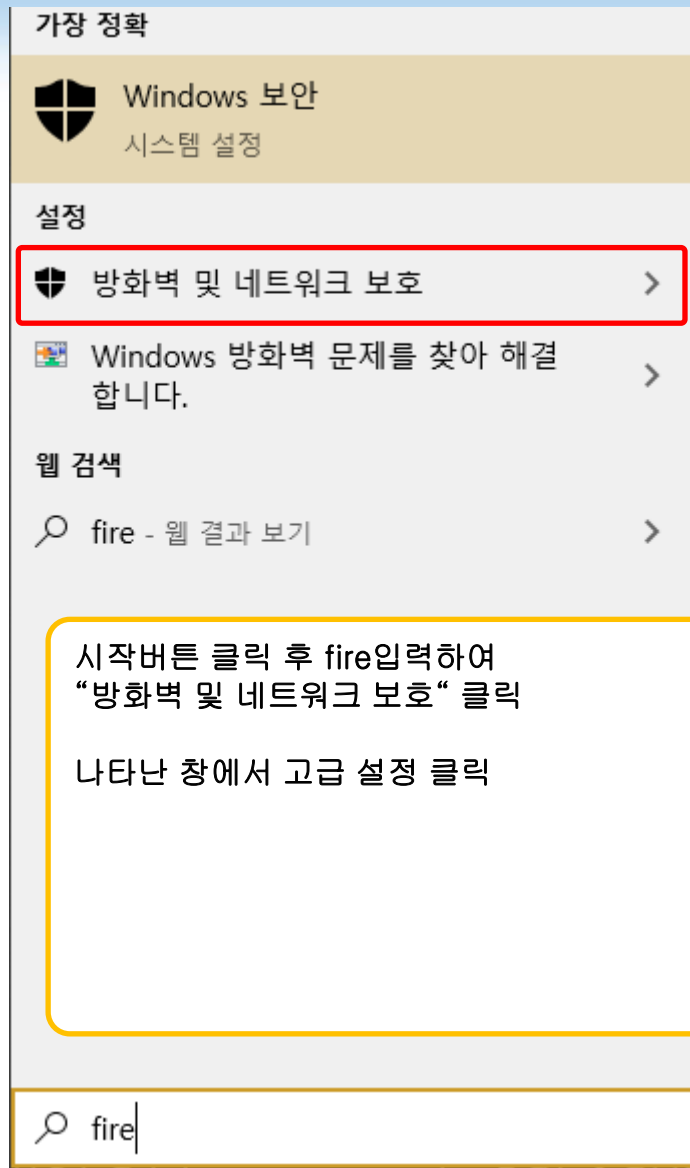 가장 정확
Windows 보안
시스템 설정
설정
방화벽 및 네트워크 보호
Windows 방화벽 문제를 찾아 해결
합니다.
웹 검색
fire - 웹 결과 보기
시작버튼 클릭 후 fire입력하여
“방화벽 및 네트워크 보호“ 클릭
나타난 창에서 고급 설정 클릭
fire